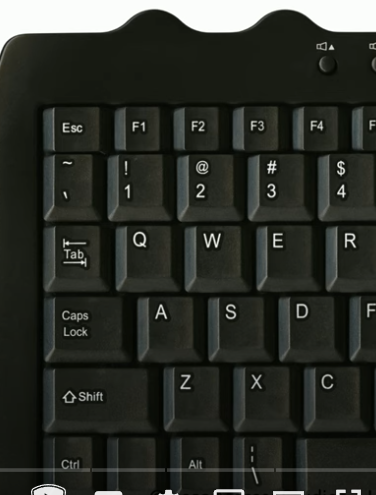 Esc F1 F2 F3 F4 F
~ ! @ # $
` 1 2 3 4
Tab Q W E R
Caps Lock A S D F
Shift Z X C
Ctrl Alt ¦ \